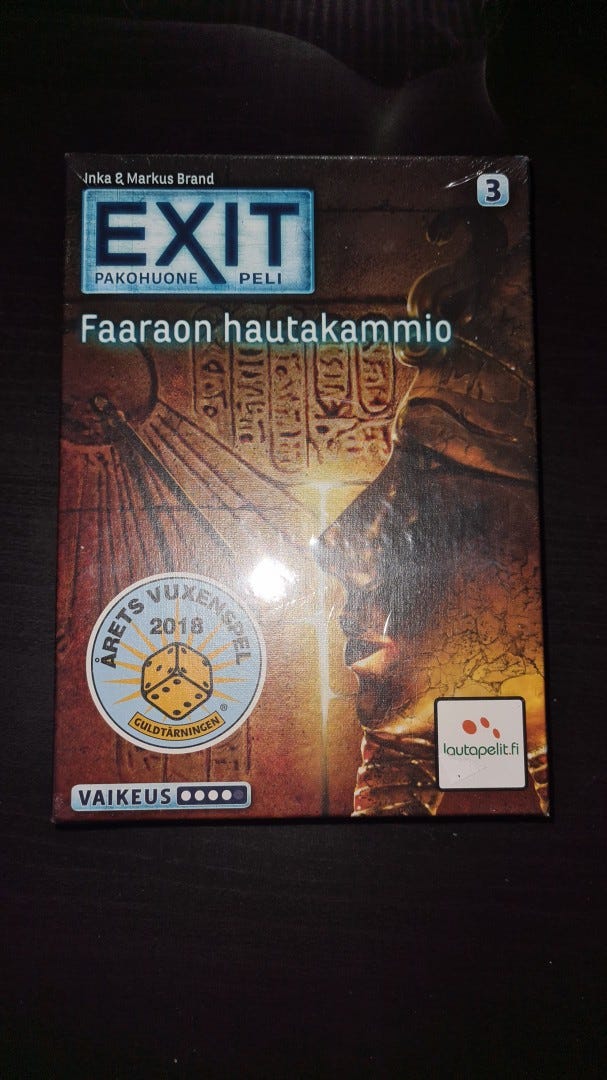 Inka & Markus Brand
3
EXIT
PAKOHUONE PELI
Faaraon hautakammio
ÅRETS VUXENSPEL
2018
GULDTÄRNINGEN®
lautapelit.fi
VAIKEUS